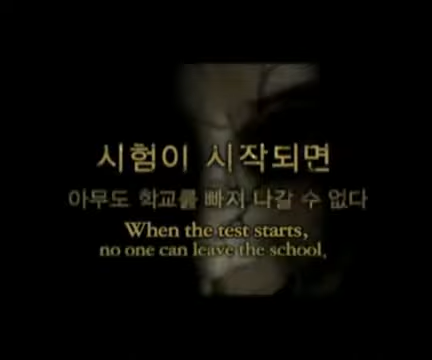 시험이 시작되면
아무도 학교를 빠져 나갈 수 없다
When the test starts,
no one can leave the school,